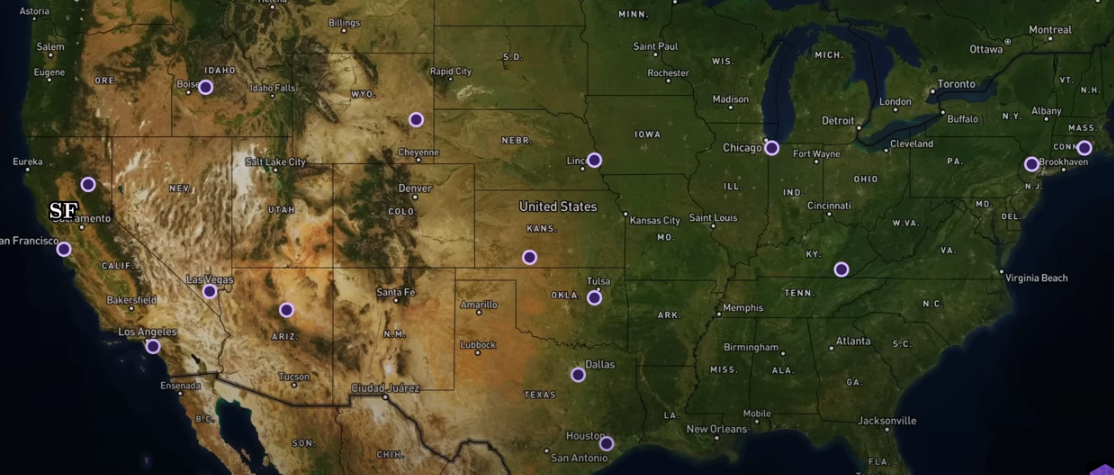 Astoria
Helena
Billings
MINN.
Montreal
Ottawa
Salem
Saint Paul
WIS.
MICH.
S.D.
Eugene
ORE.
IDAHO
Rapid City
Rochester
Boise
Idaho Falls
WYO.
Toronto
VT.
N.H.
Madison
London
N.Y.
Albany
Buffalo
Detroit
MASS.
NEBR.
IOWA
Chicago
Fort Wayne
Cleveland
CONN
Cheyenne
Eureka
Salt Lake City
Linc
PA.
Brookhaven
Denver
NEV.
ILL.
IND.
OHIO
N.J.
UTAH
COLO.
United States
Cincinnati
MD.
DEL.
SF
Sacramento
Kansas City
Saint Louis
W.VA.
KANS.
MO.
an Francisco
KY.
VA.
CALIF.
Las Vegas
Tulsa
Virginia Beach
Bakersfield
Santa Fe
OKLA.
TENN.
Amarillo
Memphis
N.C.
ARK.
Los Angeles
ARIZ.
N.M.
Lubbock
Birmingham
Atlanta
S.C.
Dallas
MISS.
ALA.
Ensenada
Tucson
Ciudad Juárez
GA.
TEXAS
B.C.
LA.
Mobile
Jacksonville
New Orleans
Houston
SON.
CHIH.
San Antonio
FLA.